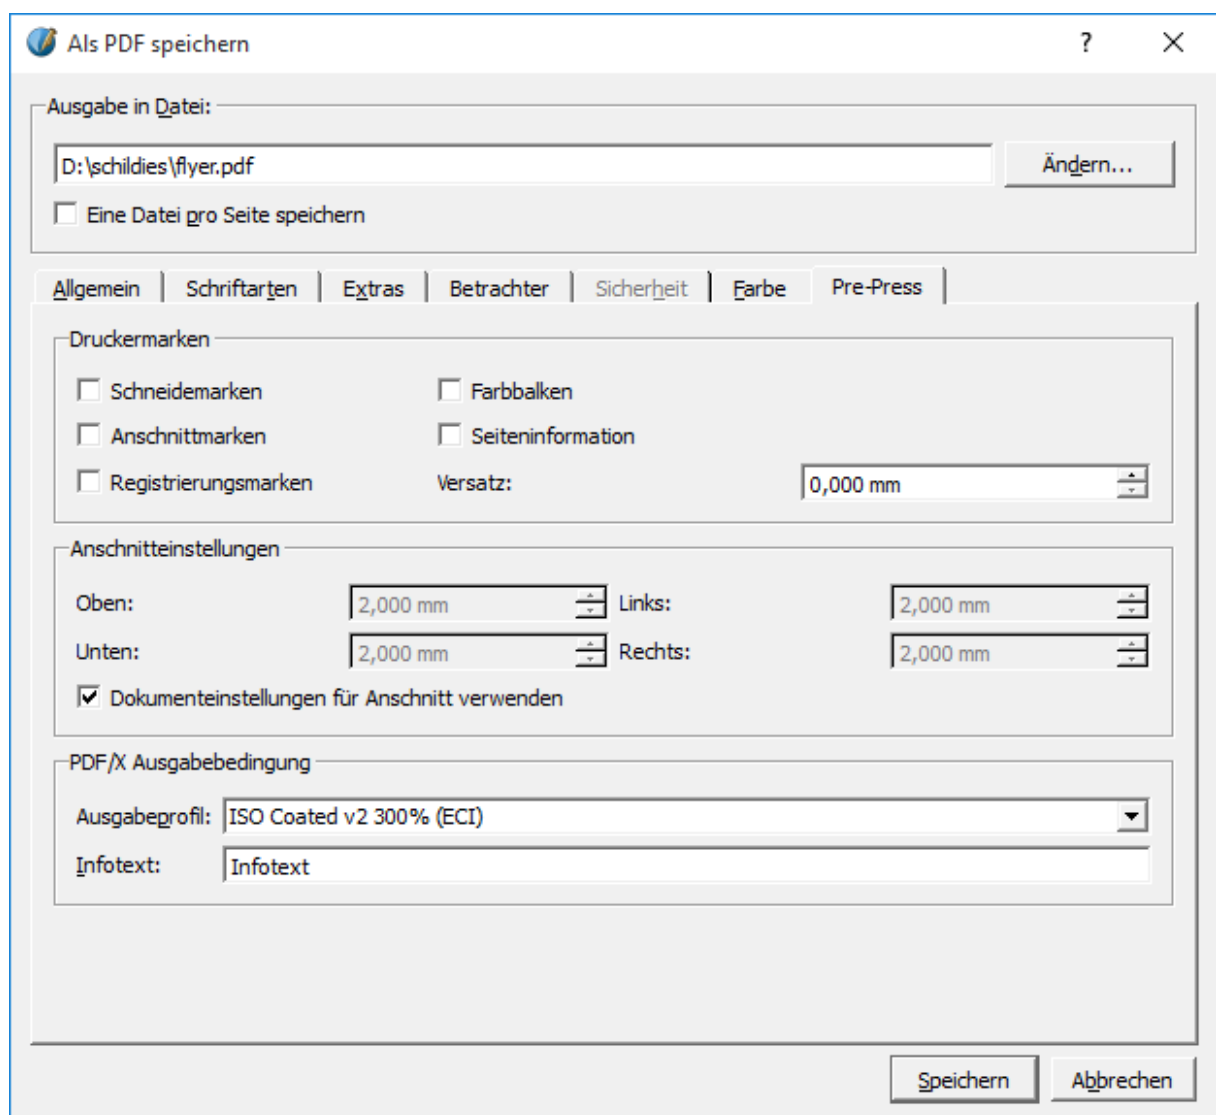 Als PDF speichern ?
Ausgabe in Datei:
D:\schildies\flyer.pdf Ändern...
Eine Datei pro Seite speichern
Allgemein Schriftarten Extras Betrachter Sicherheit Farbe Pre-Press
Druckermarken
Schneidemarken Farbbalken
Anschnittmarken Seiteninformation
Registrierungsmarken Versatz: 0,000 mm
Anschnitteinstellungen
Oben: 2,000 mm Links: 2,000 mm
Unten: 2,000 mm Rechts: 2,000 mm
Dokumenteinstellungen für Anschnitt verwenden
PDF/X Ausgabebedingung
Ausgabeprofil: ISO Coated v2 300% (ECI)
Infotext: Infotext
Speichern Abbrechen